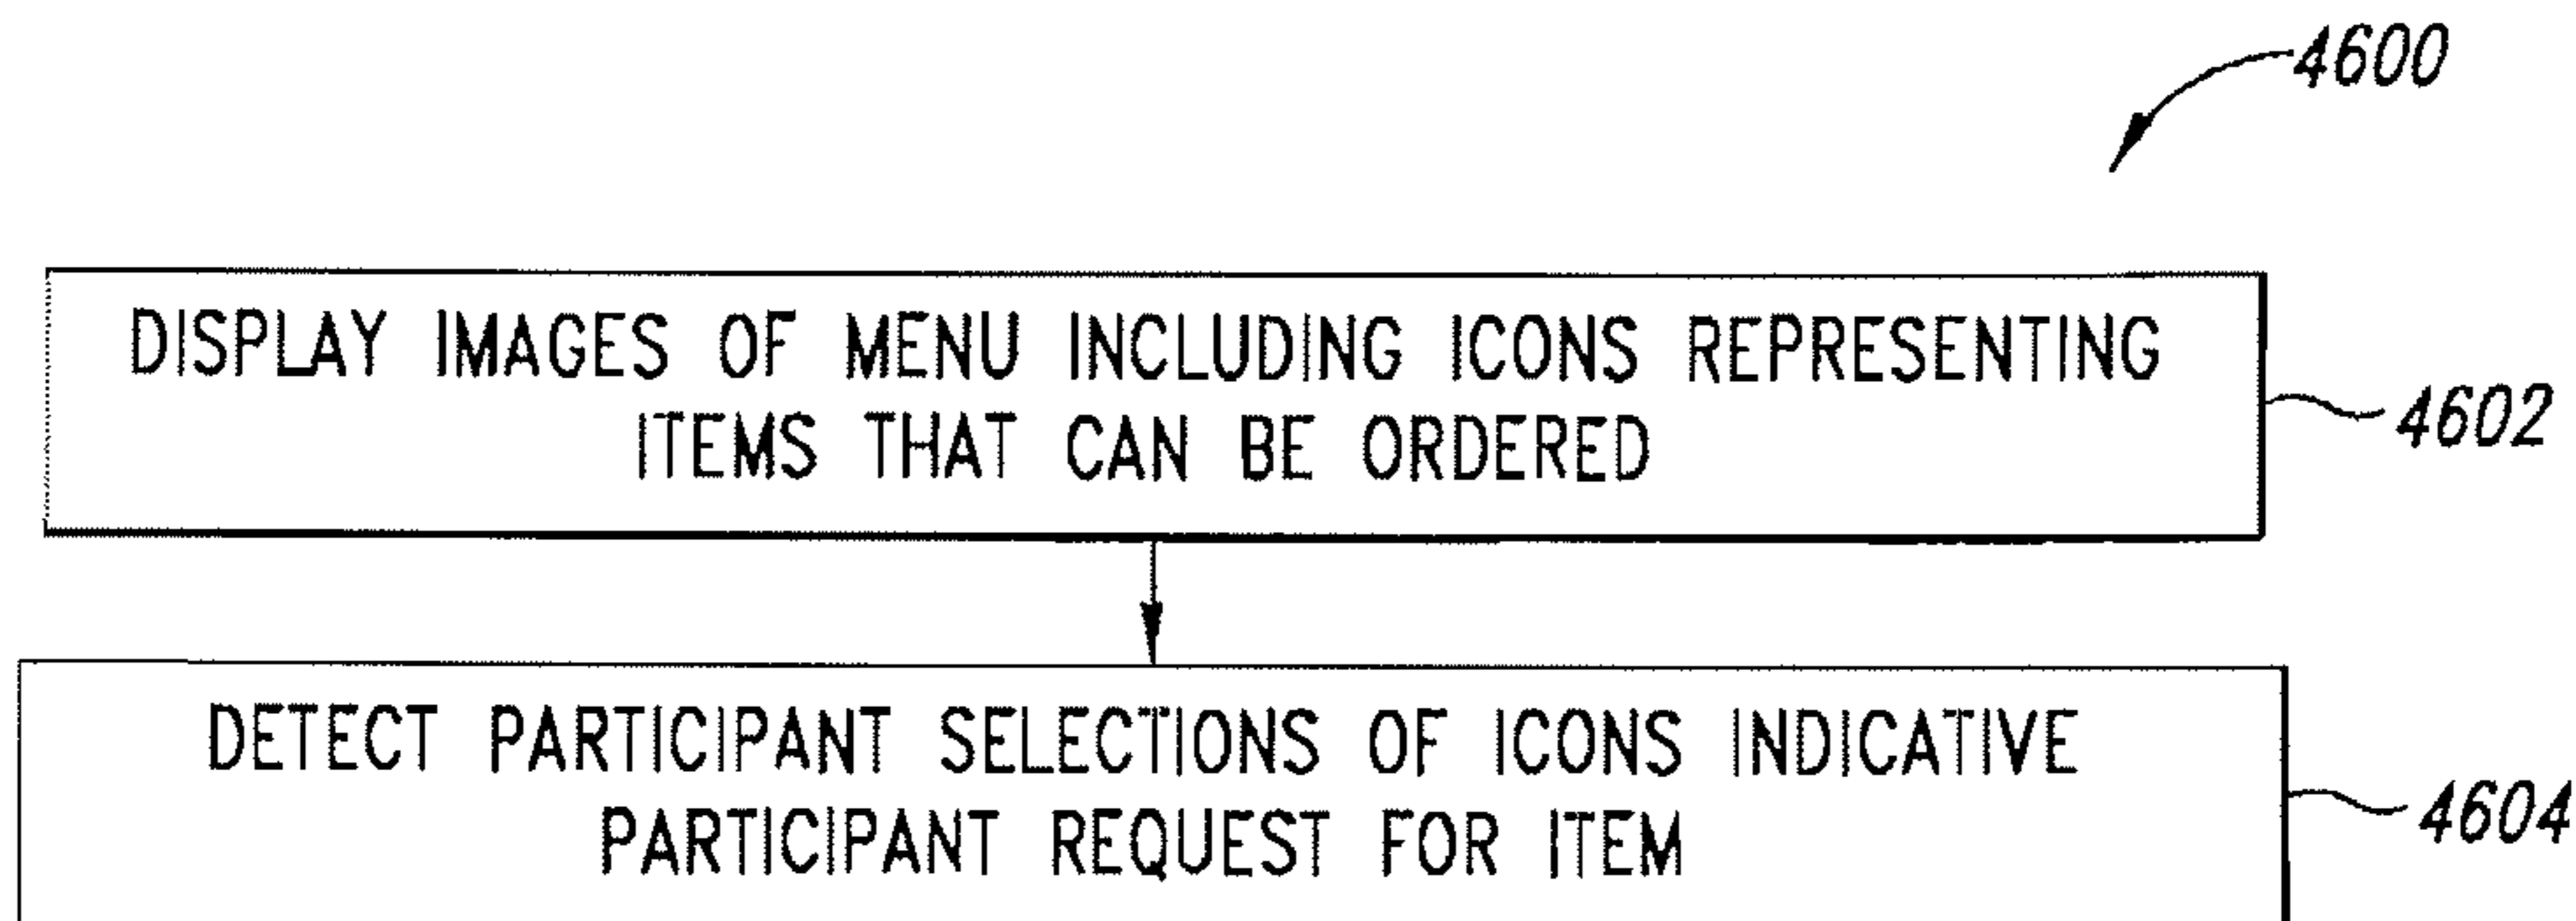 4600
DISPLAY IMAGES OF MENU INCLUDING ICONS REPRESENTING
ITEMS THAT CAN BE ORDERED
4602
DETECT PARTICIPANT SELECTIONS OF ICONS INDICATIVE
PARTICIPANT REQUEST FOR ITEM
4604